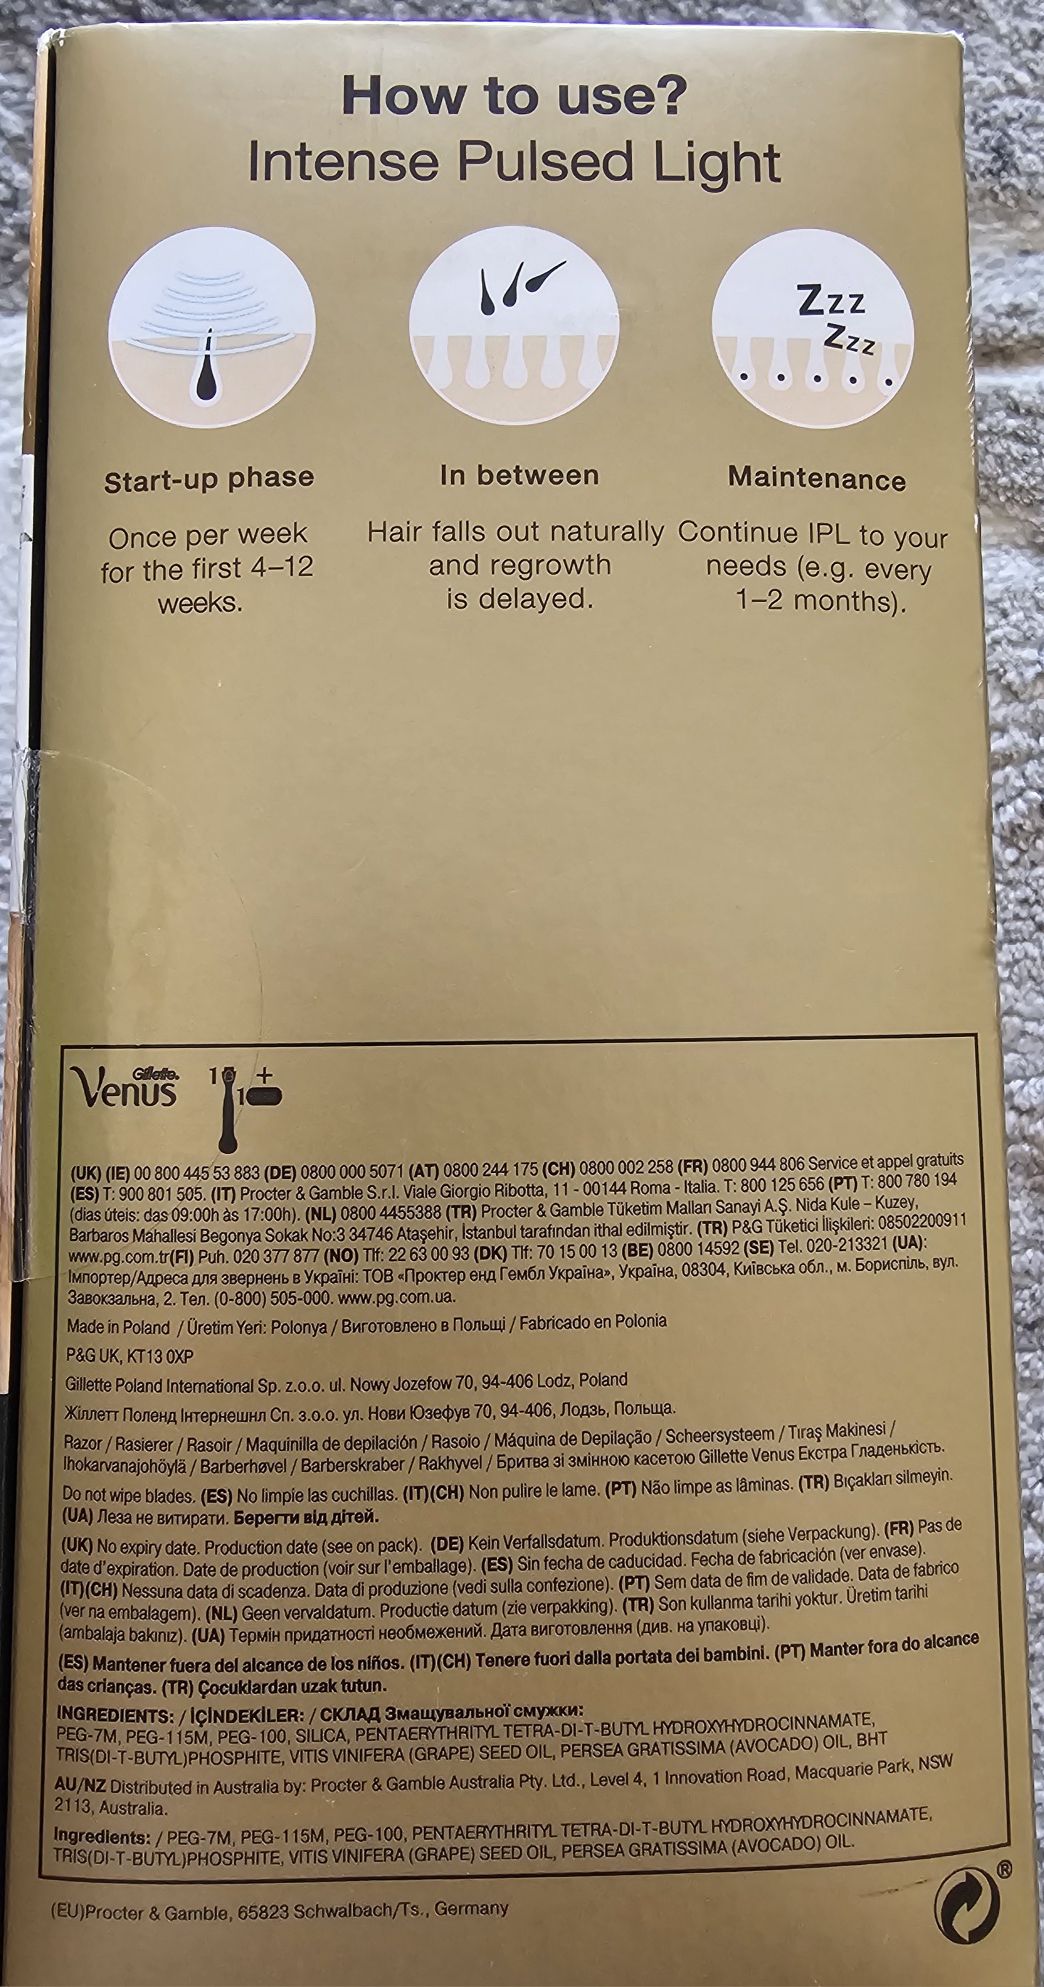 How to use?
Intense Pulsed Light
Zzz
Zzz
Start-up phase
Once per week
for the first 4–12
weeks.
In between
Hair falls out naturally
and regrowth
is delayed.
Maintenance
Continue IPL to your
needs (e.g. every
1–2 months).
Gillette
Venus
1 + 1
(UK) (IE) 00 800 445 53 883 (DE) 0800 000 5071 (AT) 0800 244 175 (CH) 0800 002 258 (FR) 0800 944 806 Service et appel gratuits
(ES) T: 900 801 505. (IT) Procter & Gamble S.r.l. Viale Giorgio Ribotta, 11 - 00144 Roma - Italia. T: 800 125 656 (PT) T: 800 780 194
(dias úteis: das 09:00h às 17:00h). (NL) 0800 4455388 (TR) Procter & Gamble Tüketim Malları Sanayi A.Ş. Nida Kule – Kuzey,
Barbaros Mahallesi Begonya Sokak No:3 34746 Ataşehir, İstanbul tarafından ithal edilmiştir. (TR) P&G Tüketici İlişkileri: 08502200911
www.pg.com.tr(FI) Puh. 020 377 877 (NO) Tlf: 22 63 00 93 (DK) Tlf: 70 15 00 13 (BE) 0800 14592 (SE) Tel. 020-213321 (UA):
Імпортер/Адреса для звернень в Україні: ТОВ «Проктер енд Гембл Україна», Україна, 08304, Київська обл., м. Бориспіль, вул.
Завокзальна, 2. Тел. (0-800) 505-000. www.pg.com.ua.
Made in Poland / Üretim Yeri: Polonya / Виготовлено в Польщі / Fabricado en Polonia
P&G UK, KT13 0XP
Gillette Poland International Sp. z.o.o. ul. Nowy Jozefow 70, 94-406 Lodz, Poland
Жіллетт Поленд Інтернешнл Сп. з.о.о. ул. Нови Юзефув 70, 94-406, Лодзь, Польща.
Razor / Rasierer / Rasoir / Maquinilla de depilación / Rasoio / Máquina de Depilação / Scheersysteem / Tıraş Makinesi /
Ihokarvanajohöylä / Barberhøvel / Barberskraber / Rakhyvel / Бритва зі змінною касетою Gillette Venus Екстра Гладенькість.
Do not wipe blades. (ES) No limpie las cuchillas. (IT)(CH) Non pulire le lame. (PT) Não limpe as lâminas. (TR) Bıçakları silmeyin.
(UA) Леза не витирати. Берегти від дітей.
(UK) No expiry date. Production date (see on pack). (DE) Kein Verfallsdatum. Produktionsdatum (siehe Verpackung). (FR) Pas de
date d'expiration. Date de production (voir sur l'emballage). (ES) Sin fecha de caducidad. Fecha de fabricación (ver envase).
(IT)(CH) Nessuna data di scadenza. Data di produzione (vedi sulla confezione). (PT) Sem data de fim de validade. Data de fabrico
(ver na embalagem). (NL) Geen vervaldatum. Productie datum (zie verpakking). (TR) Son kullanma tarihi yoktur. Üretim tarihi
(ambalaja bakınız). (UA) Термін придатності необмежений. Дата виготовлення (див. на упаковці).
(ES) Mantener fuera del alcance de los niños. (IT)(CH) Tenere fuori dalla portata dei bambini. (PT) Manter fora do alcance
das crianças. (TR) Çocuklardan uzak tutun.
INGREDIENTS: / İÇİNDEKİLER: / СКЛАД Змащувальної смужки:
PEG-7M, PEG-115M, PEG-100, SILICA, PENTAERYTHRITYL TETRA-DI-T-BUTYL HYDROXYHYDROCINNAMATE,
TRIS(DI-T-BUTYL)PHOSPHITE, VITIS VINIFERA (GRAPE) SEED OIL, PERSEA GRATISSIMA (AVOCADO) OIL, BHT
AU/NZ Distributed in Australia by: Procter & Gamble Australia Pty. Ltd., Level 4, 1 Innovation Road, Macquarie Park, NSW
2113, Australia.
Ingredients: / PEG-7M, PEG-115M, PEG-100, PENTAERYTHRITYL TETRA-DI-T-BUTYL HYDROXYHYDROCINNAMATE,
TRIS(DI-T-BUTYL)PHOSPHITE, VITIS VINIFERA (GRAPE) SEED OIL, PERSEA GRATISSIMA (AVOCADO) OIL.
(EU)Procter & Gamble, 65823 Schwalbach/Ts., Germany
®